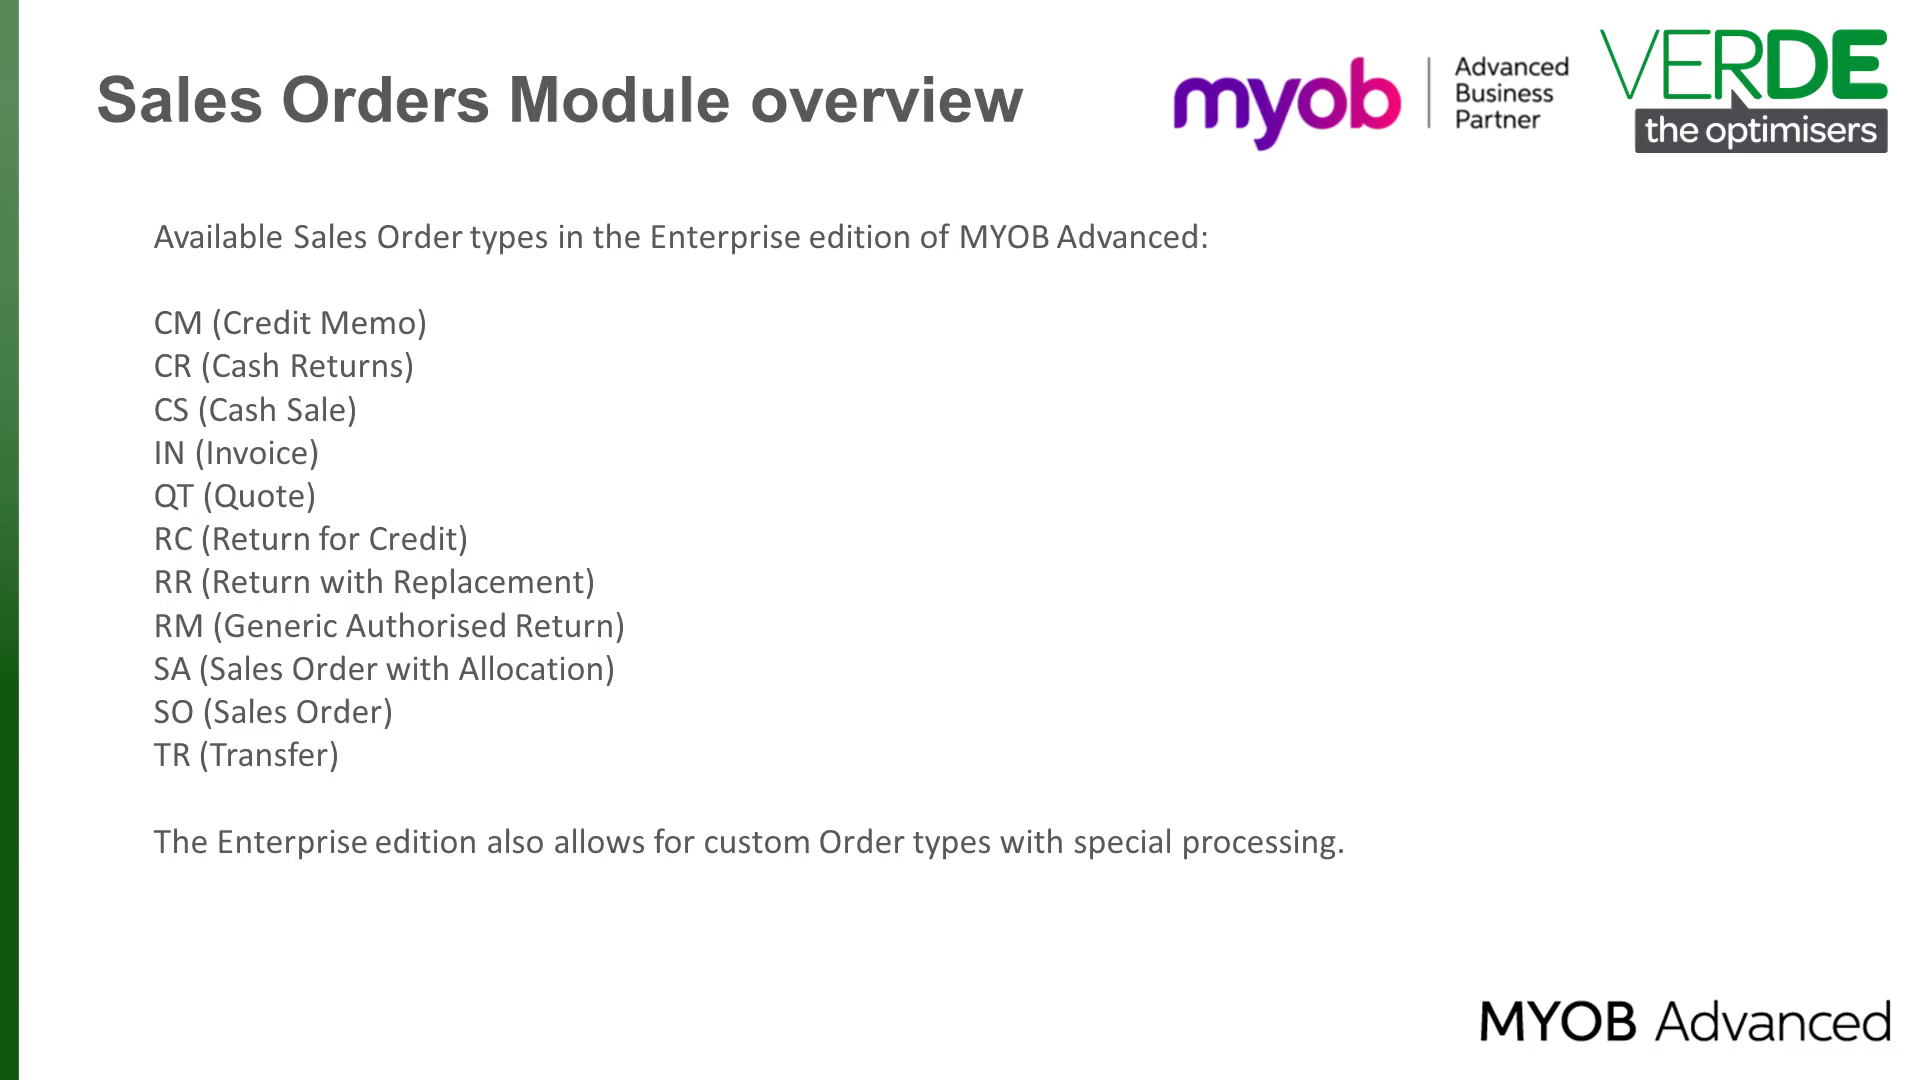 Sales Orders Module overview
myob
Advanced
Business
Partner
VERDE
the optimisers
Available Sales Order types in the Enterprise edition of MYOB Advanced:
CM (Credit Memo)
CR (Cash Returns)
CS (Cash Sale)
IN (Invoice)
QT (Quote)
RC (Return for Credit)
RR (Return with Replacement)
RM (Generic Authorised Return)
SA (Sales Order with Allocation)
SO (Sales Order)
TR (Transfer)
The Enterprise edition also allows for custom Order types with special processing.
MYOB Advanced